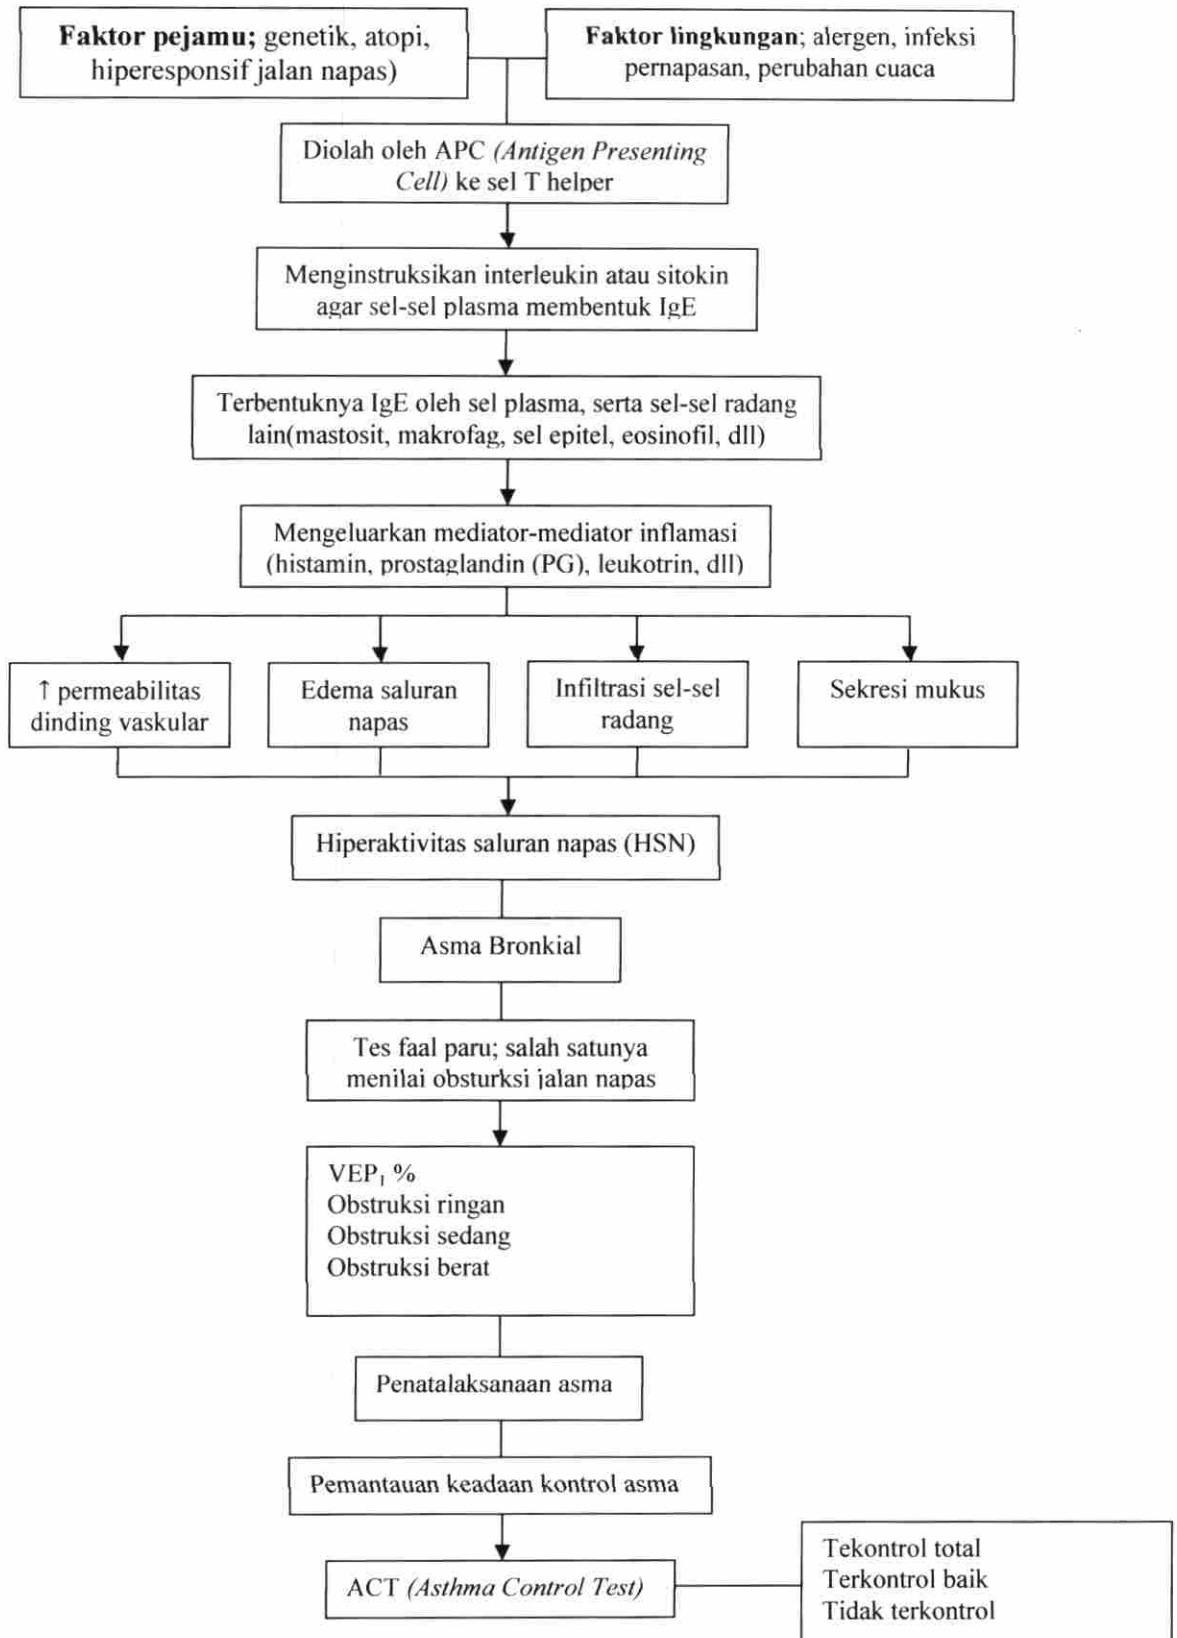 Faktor pejamu; genetik, atopi,
hiperesponsif jalan napas)
Faktor lingkungan; alergen, infeksi
pernapasan, perubahan cuaca
Diolah oleh APC (Antigen Presenting
Cell) ke sel T helper
Menginstruksikan interleukin atau sitokin
agar sel-sel plasma membentuk IgE
Terbentuknya IgE oleh sel plasma, serta sel-sel radang
lain(mastosit, makrofag, sel epitel, eosinofil, dll)
Mengeluarkan mediator-mediator inflamasi
(histamin, prostaglandin (PG), leukotrin, dll)
↑ permeabilitas
dinding vaskular
Edema saluran
napas
Infiltrasi sel-sel
radang
Sekresi mukus
Hiperaktivitas saluran napas (HSN)
Asma Bronkial
Tes faal paru; salah satunya
menilai obsturksi jalan napas
VEP₁ %
Obstruksi ringan
Obstruksi sedang
Obstruksi berat
Penatalaksanaan asma
Pemantauan keadaan kontrol asma
ACT (Asthma Control Test)
Tekontrol total
Terkontrol baik
Tidak terkontrol